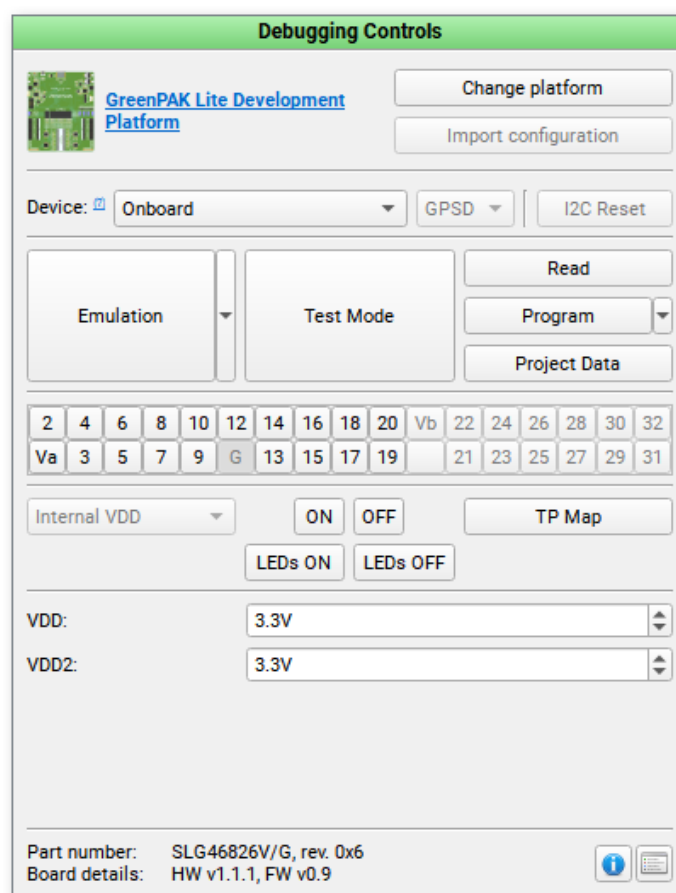 Debugging Controls
GreenPAK Lite Development
Platform
Change platform
Import configuration
Device: [?] Onboard GPSD I2C Reset
Emulation
Test Mode
Read
Program
Project Data
2 4 6 8 10 12 14 16 18 20 Vb 22 24 26 28 30 32
Va 3 5 7 9 G 13 15 17 19 21 23 25 27 29 31
Internal VDD ON OFF TP Map
LEDs ON LEDs OFF
VDD: 3.3V
VDD2: 3.3V
Part number: SLG46826V/G, rev. 0x6
Board details: HW v1.1.1, FW v0.9